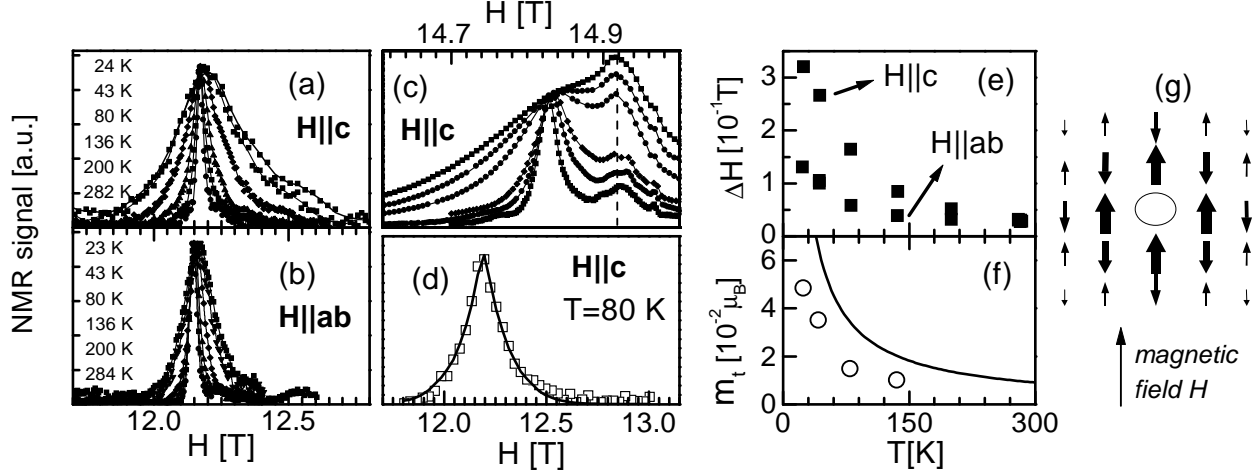 H [T]
14.7 14.9
NMR signal [a.u.]
24 K
43 K
80 K
136 K
200 K
282 K
(a)
H||c
23 K
43 K
80 K
136 K
200 K
284 K
(b)
H||ab
12.0 12.5
H [T]
(c)
H||c
(d)
H||c
T=80 K
12.0 12.5 13.0
H [T]
ΔH [10⁻¹T]
3
2
1
0
(e)
H||c
H||ab
mₜ [10⁻²μ_B]
6
4
2
0
(f)
0 150 300
T[K]
(g)
magnetic
field H